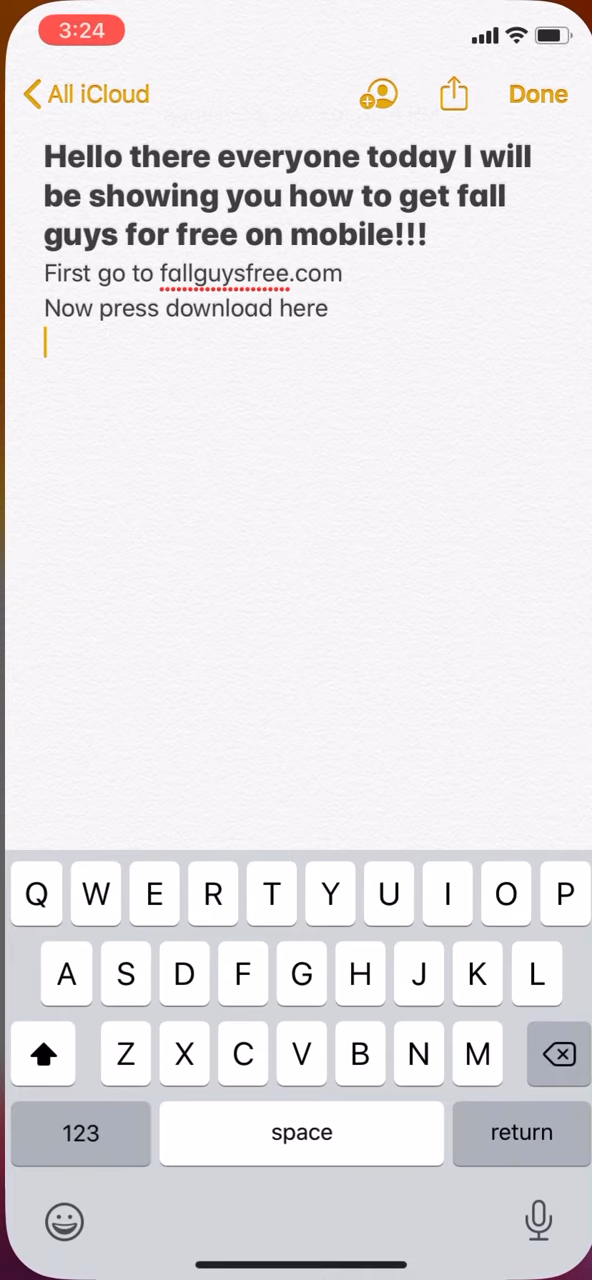 3:24
All iCloud
Done
Hello there everyone today I will
be showing you how to get fall
guys for free on mobile!!!
First go to fallguysfree.com
Now press download here
Q W E R T Y U I O P
A S D F G H J K L
Z X C V B N M
123 space return